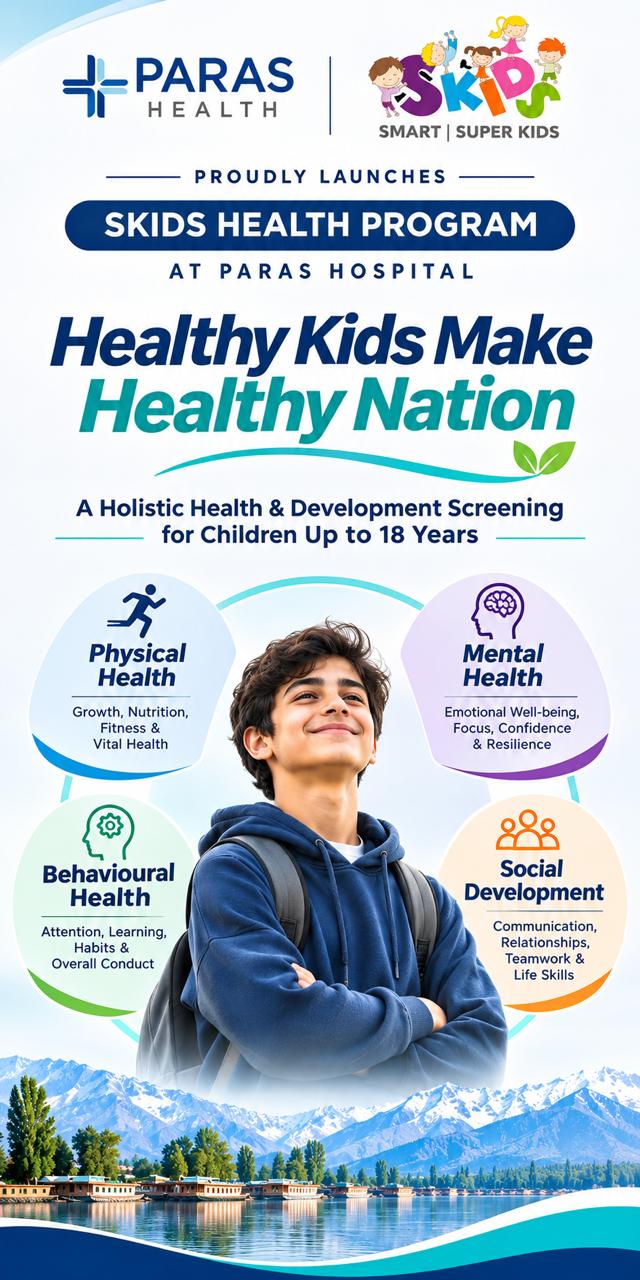 PARAS
HEALTH
SKiDS
SMART | SUPER KIDS
PROUDLY LAUNCHES
SKIDS HEALTH PROGRAM
AT PARAS HOSPITAL
Healthy Kids Make
Healthy Nation
A Holistic Health & Development Screening
for Children Up to 18 Years
Physical
Health
Growth, Nutrition,
Fitness &
Vital Health
Mental
Health
Emotional Well-being,
Focus, Confidence
& Resilience
Behavioural
Health
Attention, Learning,
Habits &
Overall Conduct
Social
Development
Communication,
Relationships,
Teamwork &
Life Skills